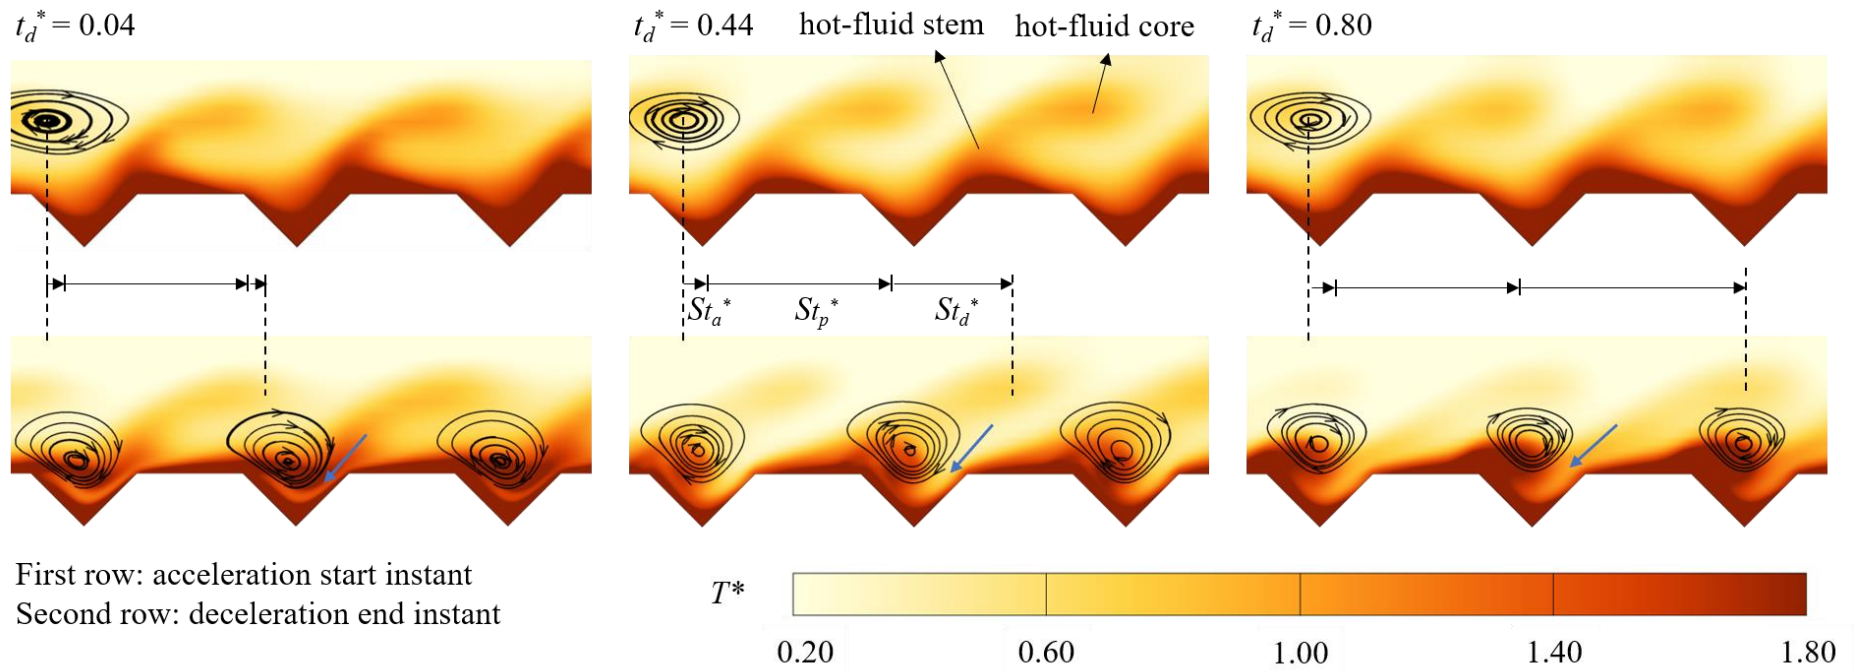 t_d* = 0.04
t_d* = 0.44
hot-fluid stem
hot-fluid core
t_d* = 0.80
St_a*
St_p*
St_d*
First row: acceleration start instant
Second row: deceleration end instant
T*
0.20
0.60
1.00
1.40
1.80